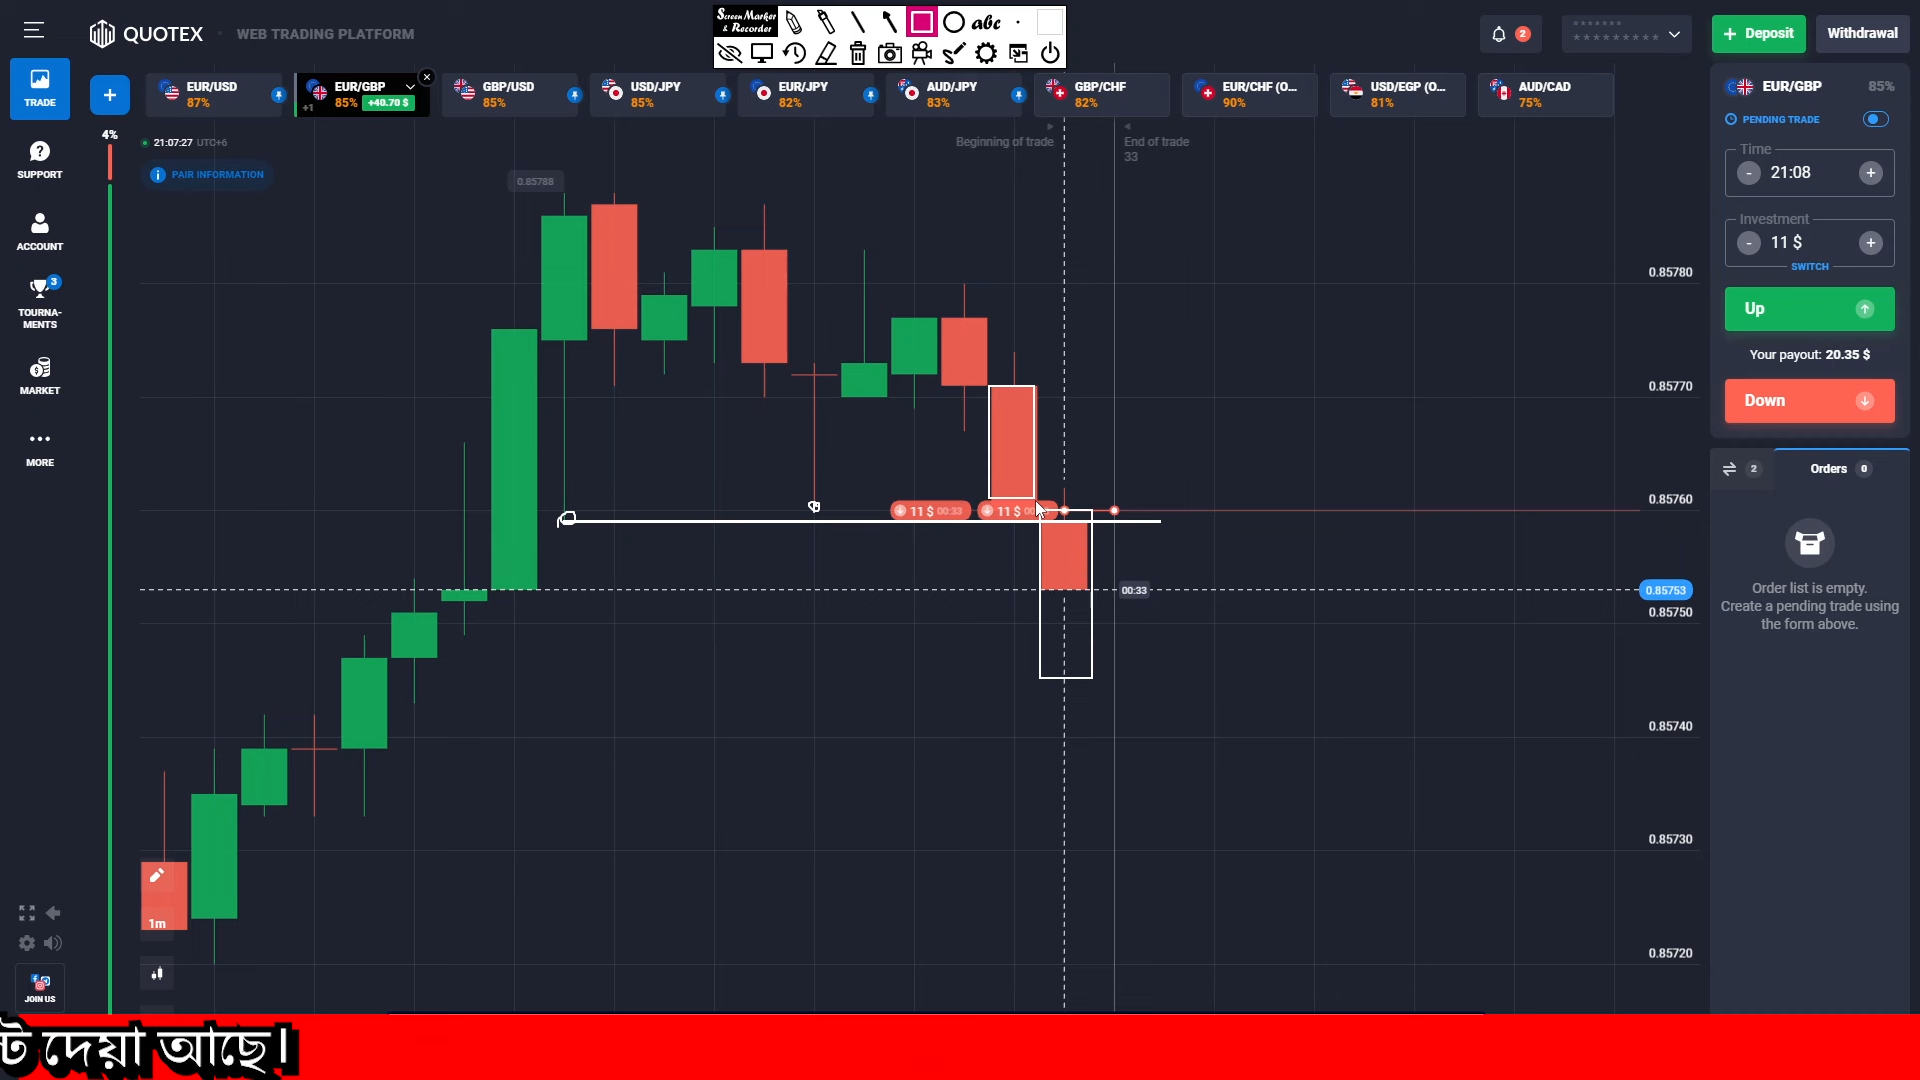 QUOTEX
WEB TRADING PLATFORM
Screen Marker
& Recorder
abc
2
*******
*********
+ Deposit
Withdrawal
TRADE
+
EUR/USD
87%
EUR/GBP
+1
85%
+40.70 $
GBP/USD
85%
USD/JPY
85%
EUR/JPY
82%
AUD/JPY
83%
GBP/CHF
82%
EUR/CHF (O...
90%
USD/EGP (O...
81%
AUD/CAD
75%
SUPPORT
ACCOUNT
3
TOURNA-
MENTS
MARKET
MORE
JOIN US
4%
21:07:27 UTC+6
PAIR INFORMATION
Beginning of trade
End of trade
33
0.85788
11 $ 00:33
11 $
00:33
0.85780
0.85770
0.85760
0.85753
0.85750
0.85740
0.85730
0.85720
1m
EUR/GBP
85%
PENDING TRADE
Time
- 21:08 +
Investment
- 11 $ +
SWITCH
Up
Your payout: 20.35 $
Down
2
Orders 0
Order list is empty.
Create a pending trade using
the form above.
ট দেয়া আছে।